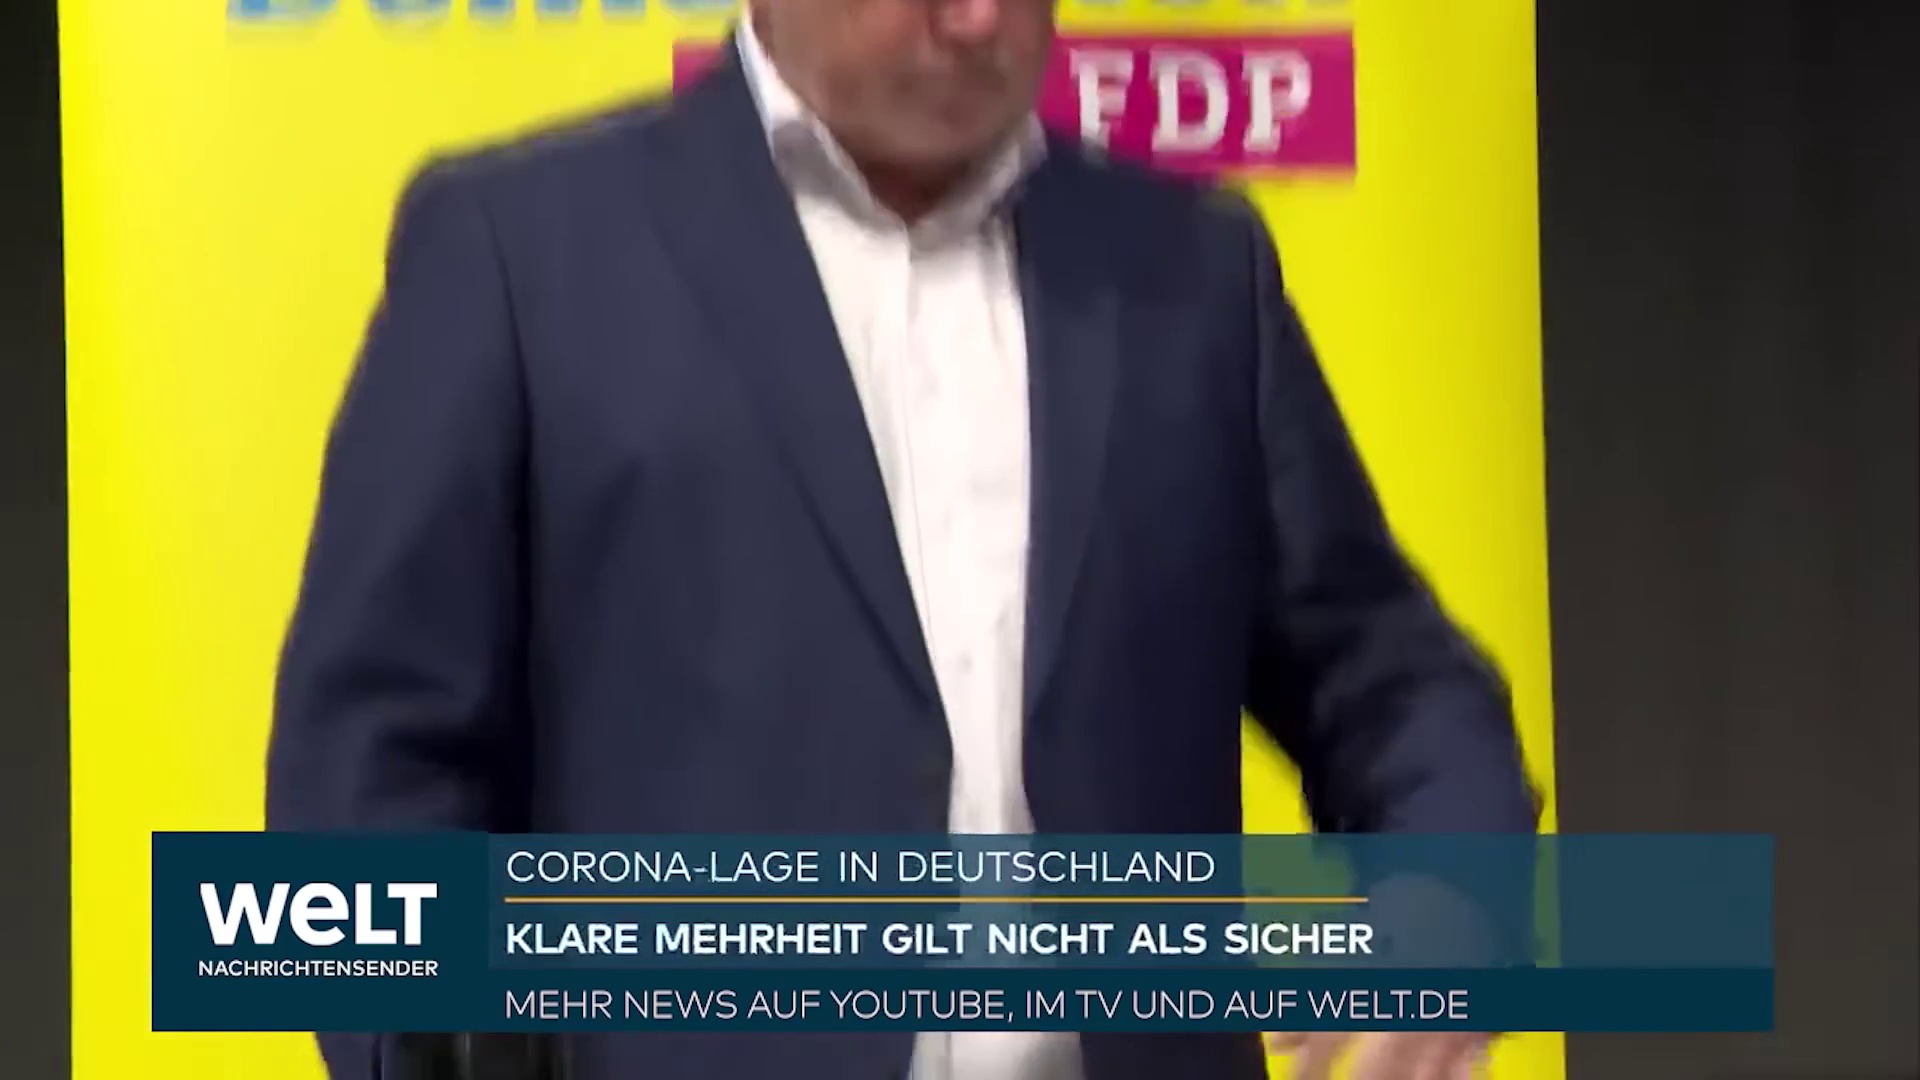 FDP
WELT
NACHRICHTENSENDER
CORONA-LAGE IN DEUTSCHLAND
KLARE MEHRHEIT GILT NICHT ALS SICHER
MEHR NEWS AUF YOUTUBE, IM TV UND AUF WELT.DE